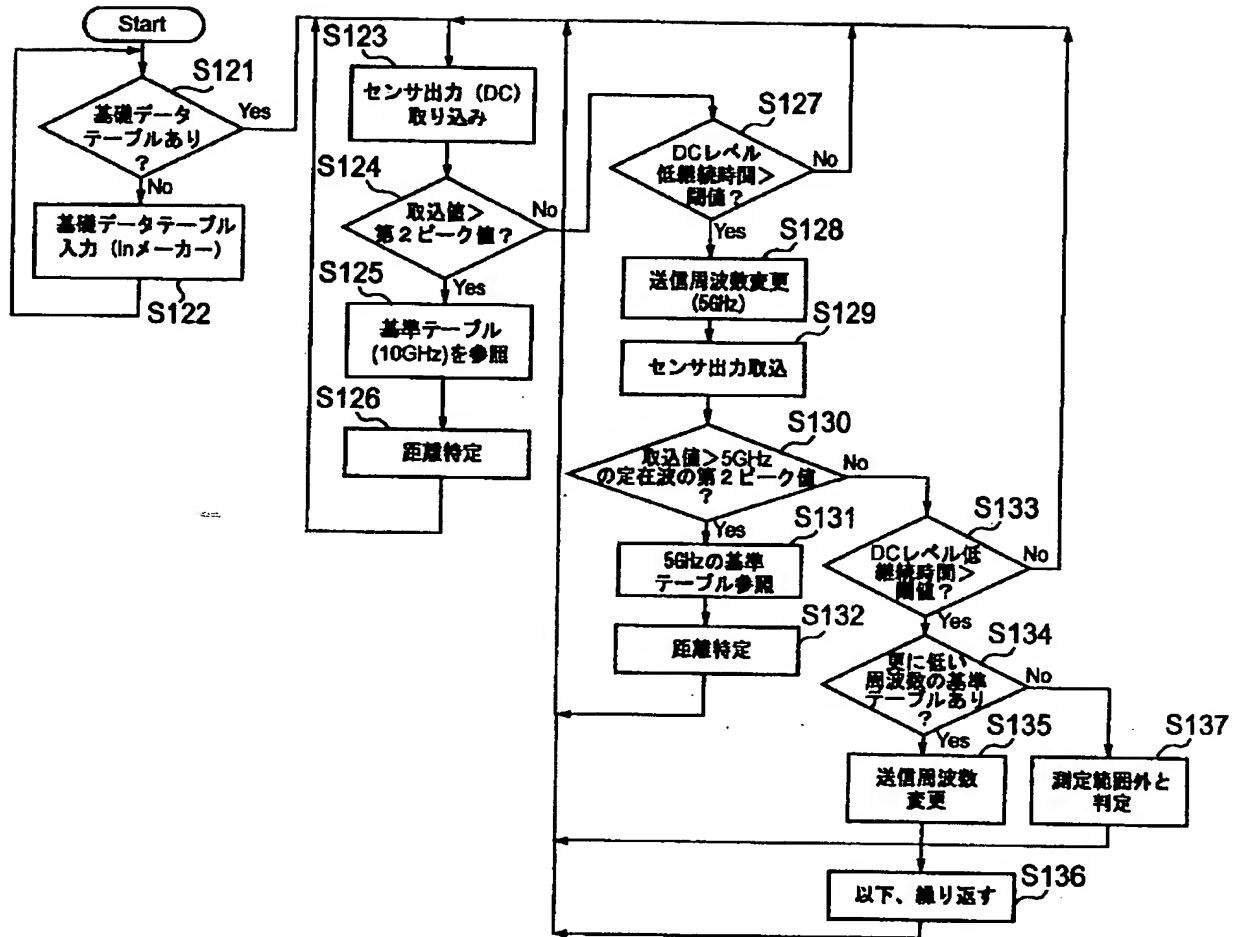 Start
S121
基礎データ
テーブルあり
?
Yes
No
基礎データテーブル
入力 (inメーカー)
S122
S123
センサ出力 (DC)
取り込み
S124
取込値>
第2ピーク値?
No
Yes
S125
基準テーブル
(10GHz)を参照
S126
距離特定
S127
DCレベル
低継続時間>
閾値?
No
Yes
S128
送信周波数変更
(5GHz)
S129
センサ出力取込
S130
取込値>5GHz
の定在波の第2ピーク値
?
No
Yes
S131
5GHzの基準
テーブル参照
S132
距離特定
S133
DCレベル低
継続時間>
閾値?
No
Yes
S134
更に低い
周波数の基準
テーブルあり
?
No
Yes
S135
送信周波数
変更
S137
測定範囲外と
判定
S136
以下、繰り返す